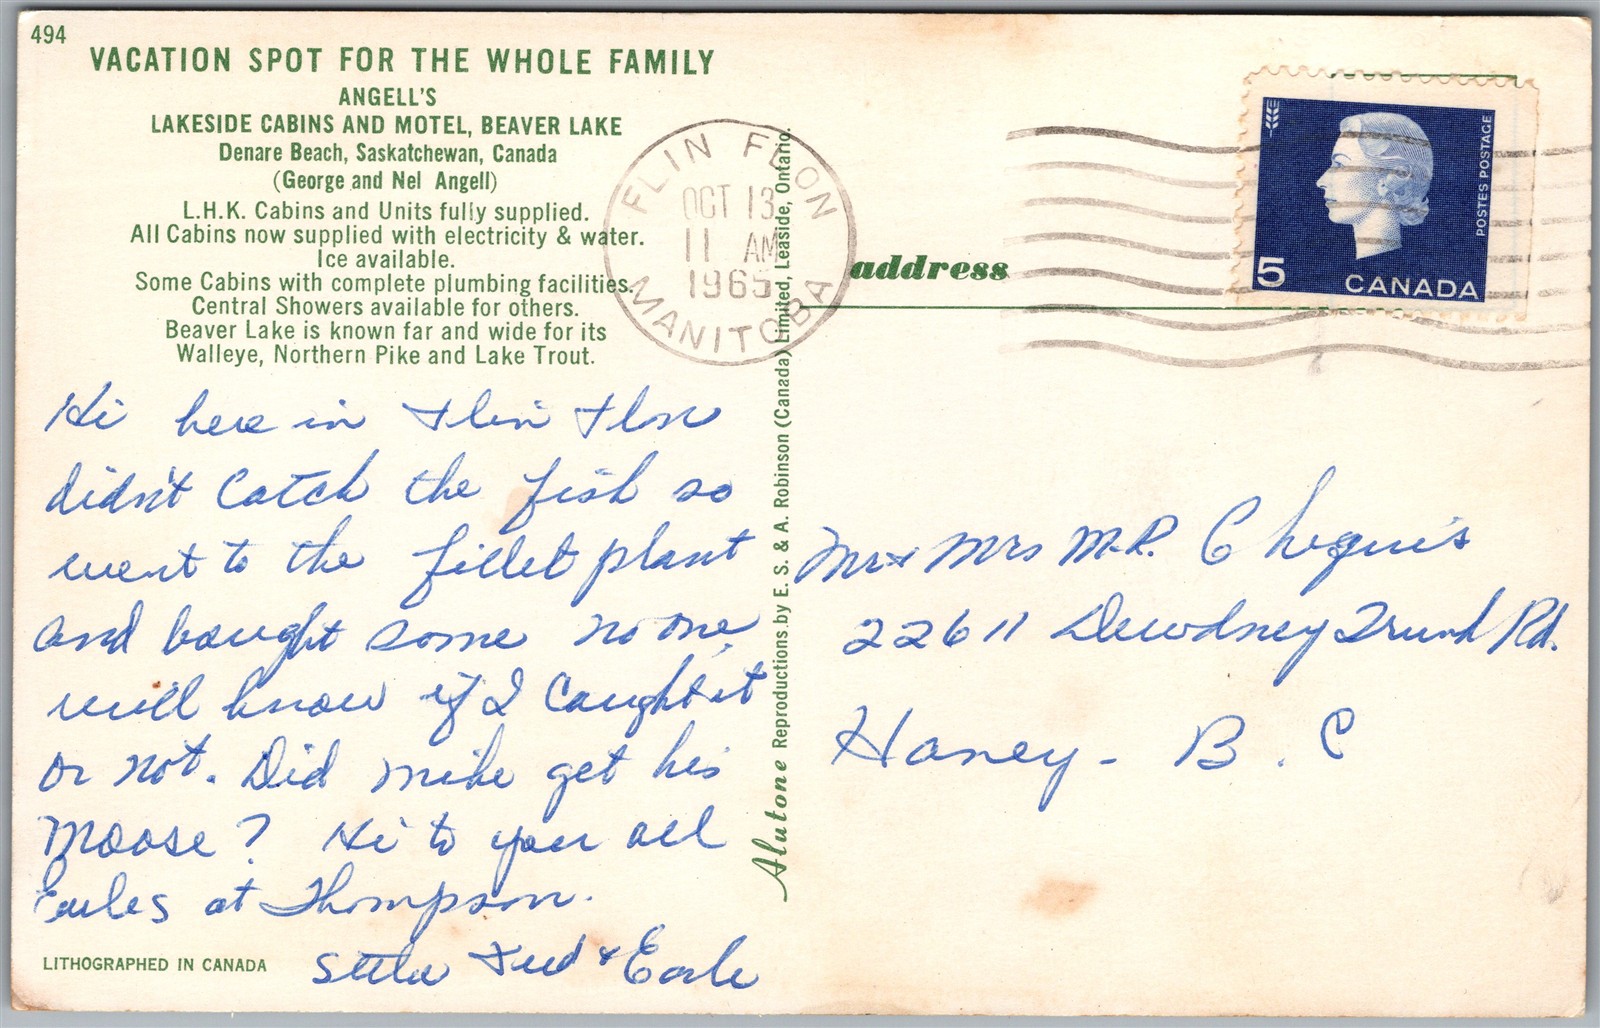 494
VACATION SPOT FOR THE WHOLE FAMILY
ANGELL'S
LAKESIDE CABINS AND MOTEL, BEAVER LAKE
Denare Beach, Saskatchewan, Canada
(George and Nel Angell)
L.H.K. Cabins and Units fully supplied.
All Cabins now supplied with electricity & water.
Ice available.
Some Cabins with complete plumbing facilities.
Central Showers available for others.
Beaver Lake is known far and wide for its
Walleye, Northern Pike and Lake Trout.
Hi here in Flin Flon
didn't catch the fish so
went to the fillet plant
and bought some no one
will know if I caught it
or not. Did Mike get his
Moose? Hi to you all
at Thompson.
Stella Fred & Earle
LITHOGRAPHED IN CANADA
Alutone Reproductions by E. S. & A. Robinson (Canada) Limited, Leaside, Ontario.
FLIN FLON
OCT 13
11 AM
1965
MANITOBA
address
5
CANADA
POSTES POSTAGE
Mr & Mrs M.R. Chequis
22611 Dewdney Trunk Rd.
Haney - B.C